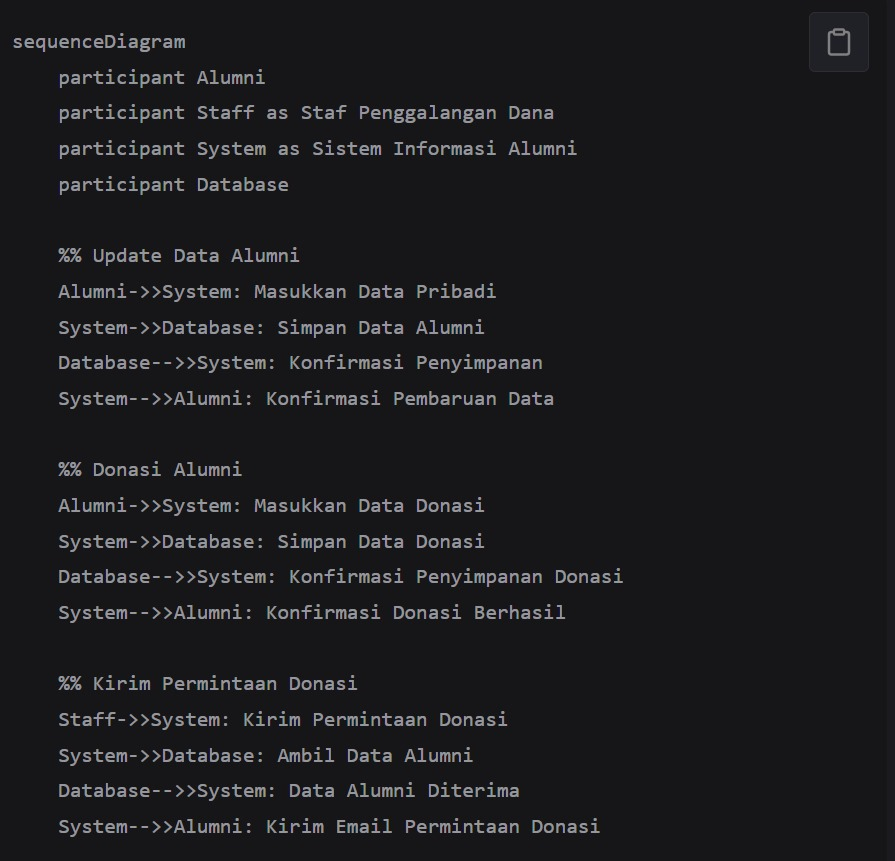 sequenceDiagram
participant Alumni
participant Staff as Staf Penggalangan Dana
participant System as Sistem Informasi Alumni
participant Database
%% Update Data Alumni
Alumni->>System: Masukkan Data Pribadi
System->>Database: Simpan Data Alumni
Database-->>System: Konfirmasi Penyimpanan
System-->>Alumni: Konfirmasi Pembaruan Data
%% Donasi Alumni
Alumni->>System: Masukkan Data Donasi
System->>Database: Simpan Data Donasi
Database-->>System: Konfirmasi Penyimpanan Donasi
System-->>Alumni: Konfirmasi Donasi Berhasil
%% Kirim Permintaan Donasi
Staff->>System: Kirim Permintaan Donasi
System->>Database: Ambil Data Alumni
Database-->>System: Data Alumni Diterima
System-->>Alumni: Kirim Email Permintaan Donasi